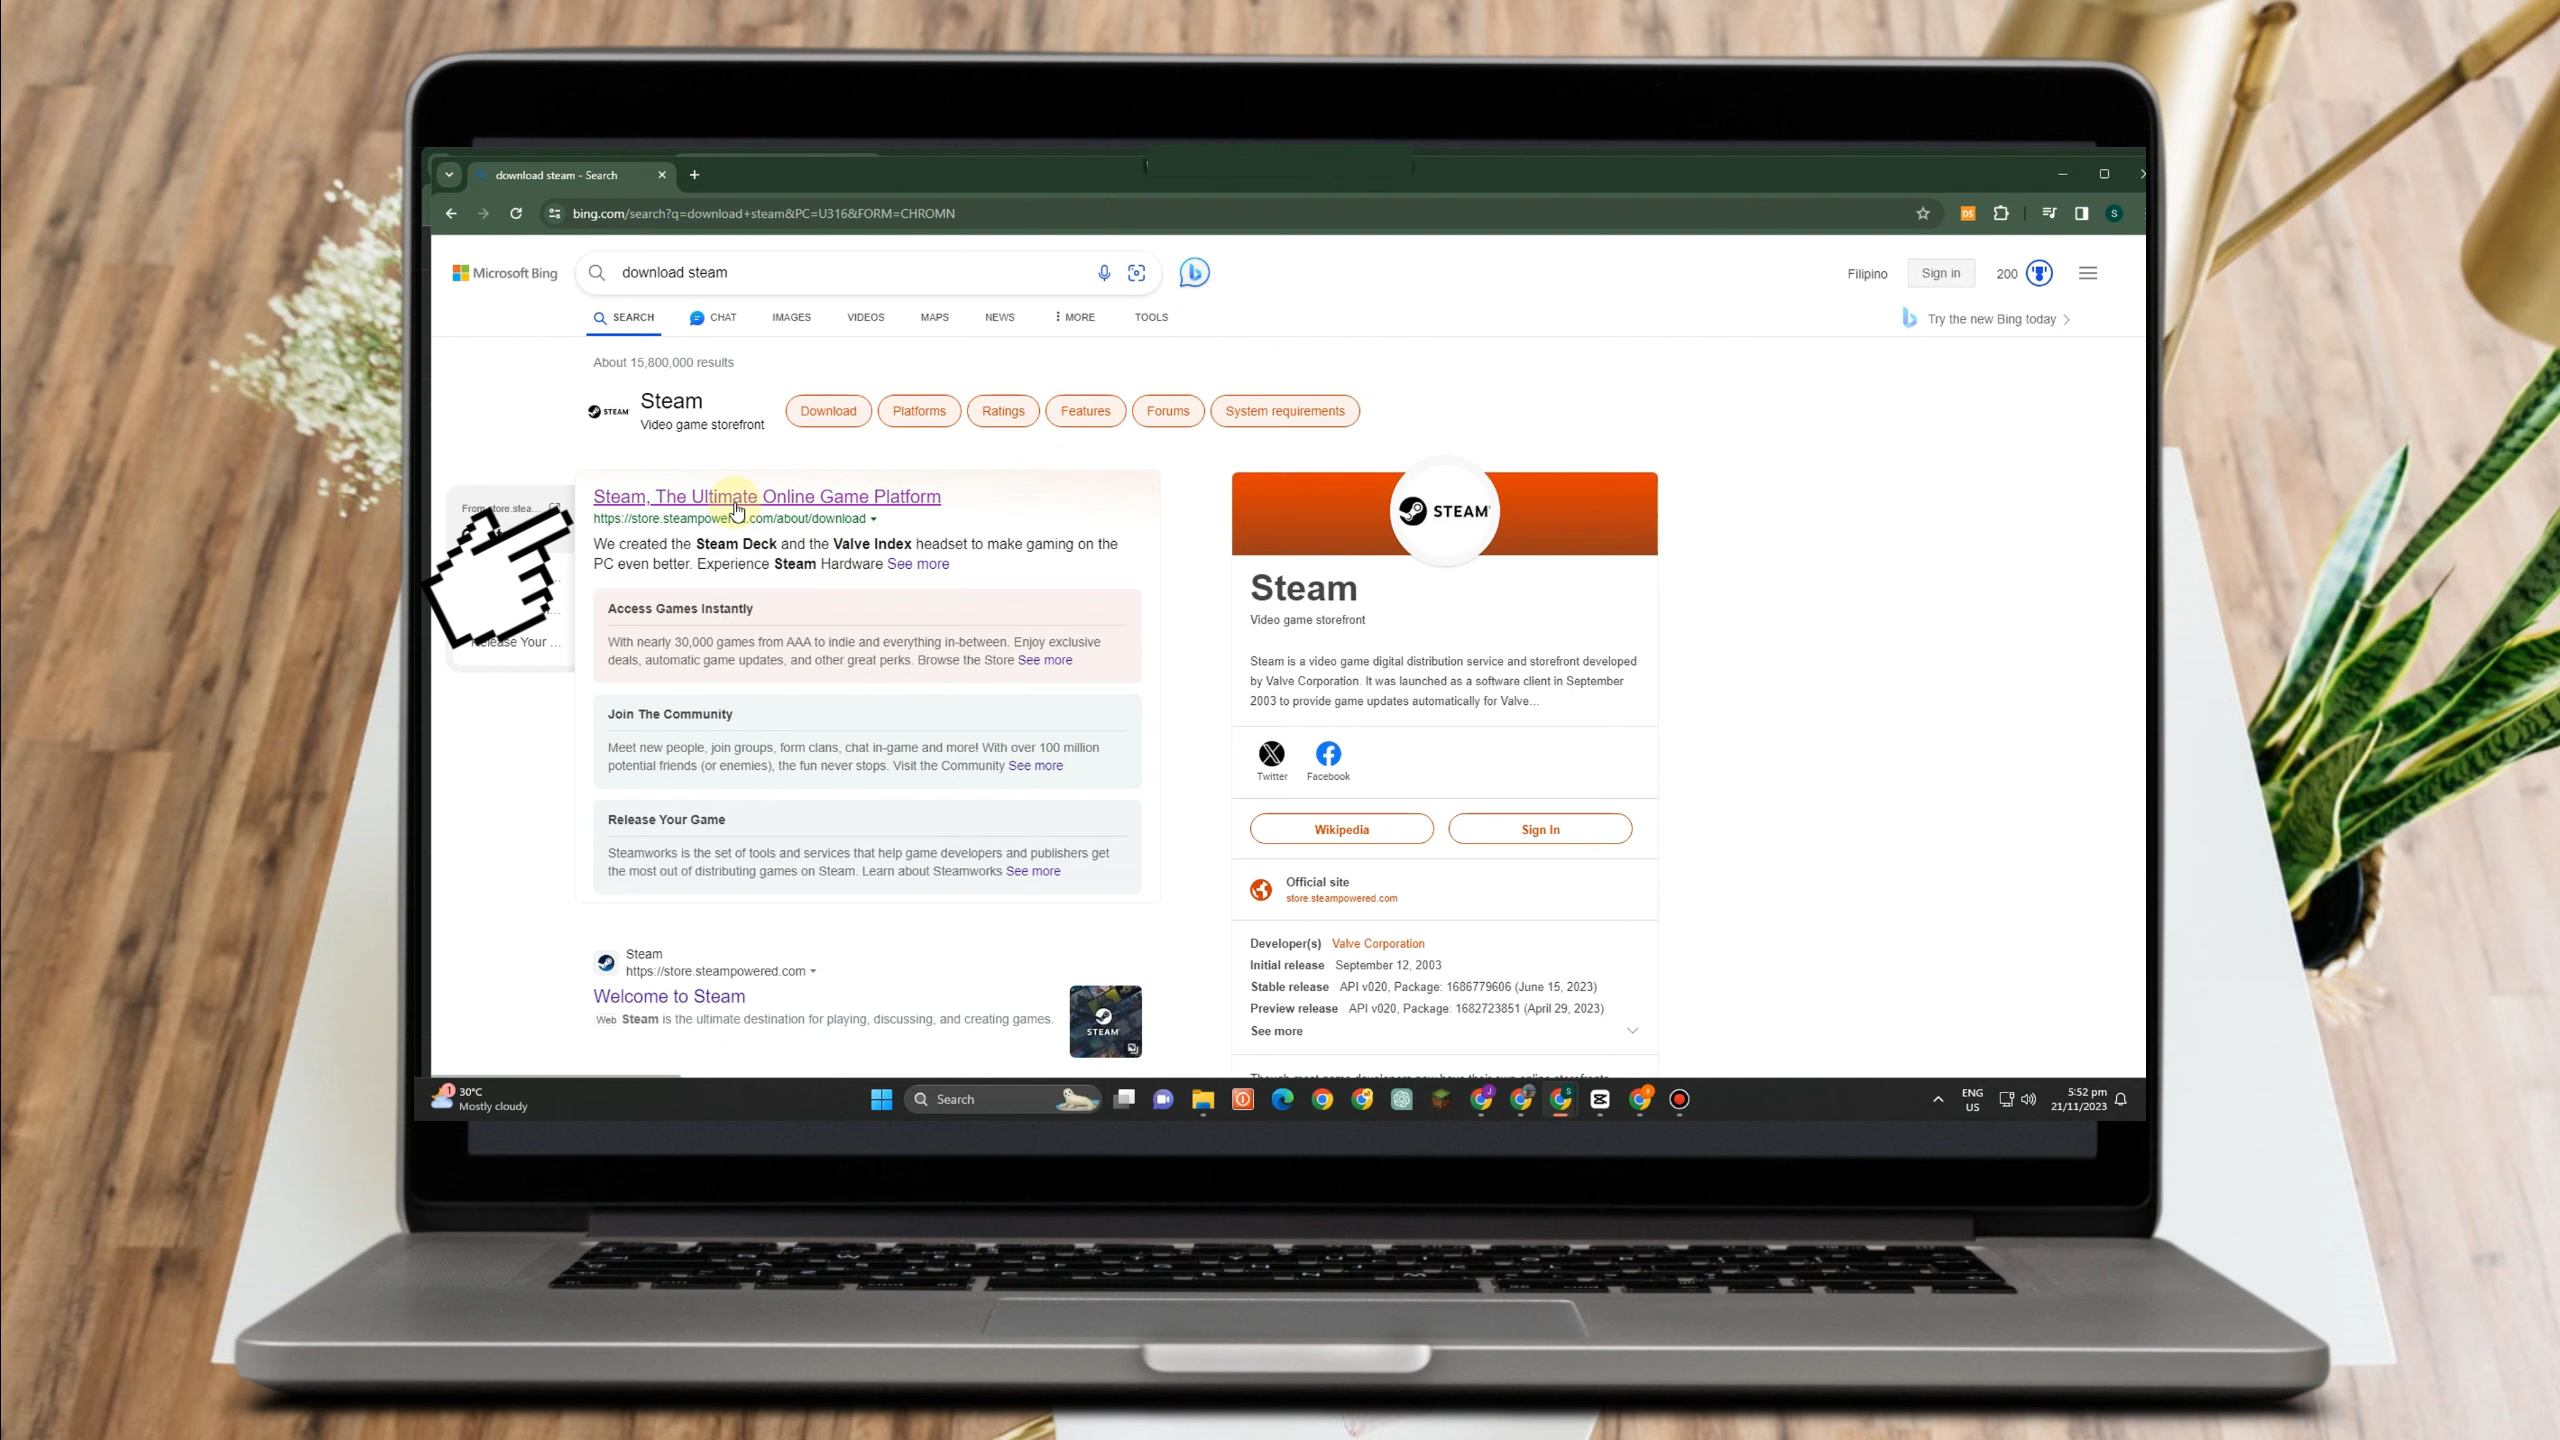 download steam - Search
bing.com/search?q=download+steam&PC=U316&FORM=CHROMN
DS
S
Microsoft Bing
download steam
Filipino
Sign in
200
SEARCH
CHAT
IMAGES
VIDEOS
MAPS
NEWS
MORE
TOOLS
Try the new Bing today
About 15,800,000 results
STEAM
Steam
Video game storefront
Download
Platforms
Ratings
Features
Forums
System requirements
From store.stea...
Release Your ...
Steam, The Ultimate Online Game Platform
https://store.steampowered.com/about/download
We created the Steam Deck and the Valve Index headset to make gaming on the
PC even better. Experience Steam Hardware See more
Access Games Instantly
With nearly 30,000 games from AAA to indie and everything in-between. Enjoy exclusive
deals, automatic game updates, and other great perks. Browse the Store See more
Join The Community
Meet new people, join groups, form clans, chat in-game and more! With over 100 million
potential friends (or enemies), the fun never stops. Visit the Community See more
Release Your Game
Steamworks is the set of tools and services that help game developers and publishers get
the most out of distributing games on Steam. Learn about Steamworks See more
Steam
https://store.steampowered.com
Welcome to Steam
Web Steam is the ultimate destination for playing, discussing, and creating games.
STEAM
STEAM
Steam
Video game storefront
Steam is a video game digital distribution service and storefront developed
by Valve Corporation. It was launched as a software client in September
2003 to provide game updates automatically for Valve...
Twitter
Facebook
Wikipedia
Sign In
Official site
store.steampowered.com
Developer(s) Valve Corporation
Initial release September 12, 2003
Stable release API v020, Package: 1686779606 (June 15, 2023)
Preview release API v020, Package: 1682723851 (April 29, 2023)
See more
1
30°C
Mostly cloudy
Search
ENG
US
5:52 pm
21/11/2023